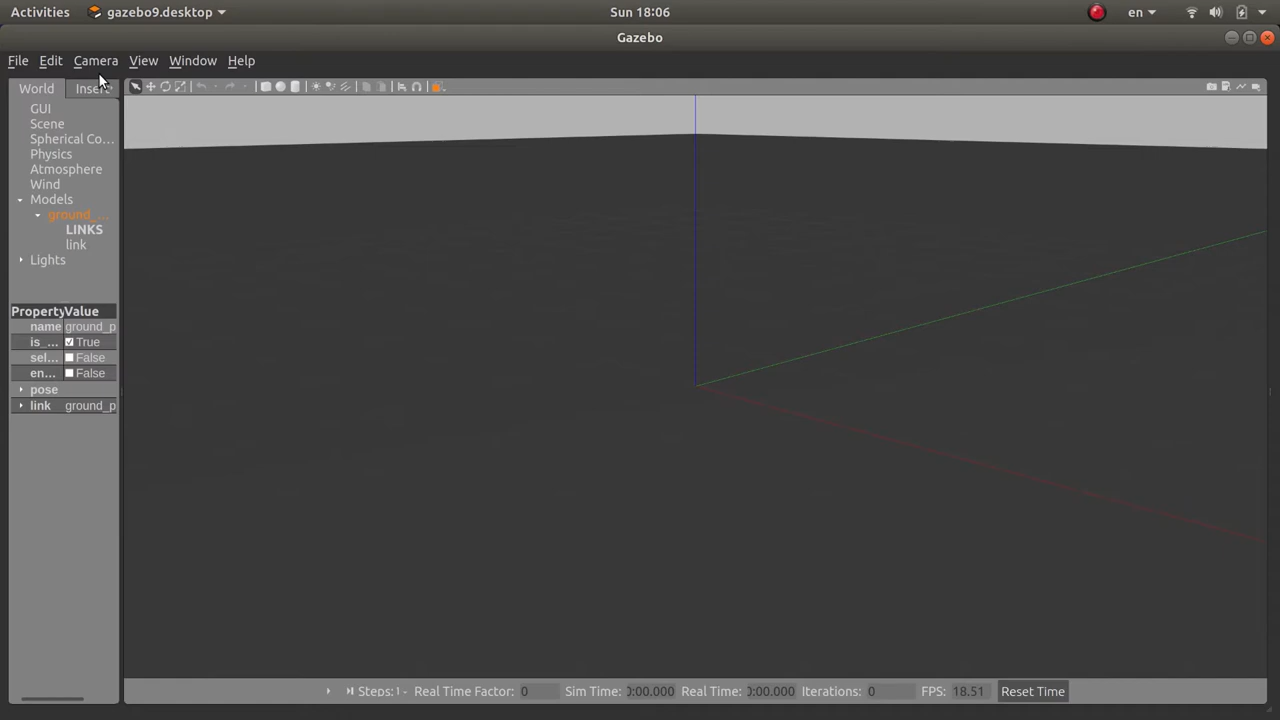 Activities gazebo9.desktop Sun 18:06 en
Gazebo
File Edit Camera View Window Help
World Insert
GUI
Scene
Spherical Co...
Physics
Atmosphere
Wind
Models
ground_...
LINKS
link
Lights
Property Value
name ground_p
is_... True
sel... False
en... False
pose
link ground_p
Steps: Real Time Factor: 0 Sim Time: 0:00.000 Real Time: 0:00.000 Iterations: 0 FPS: 18.51 Reset Time